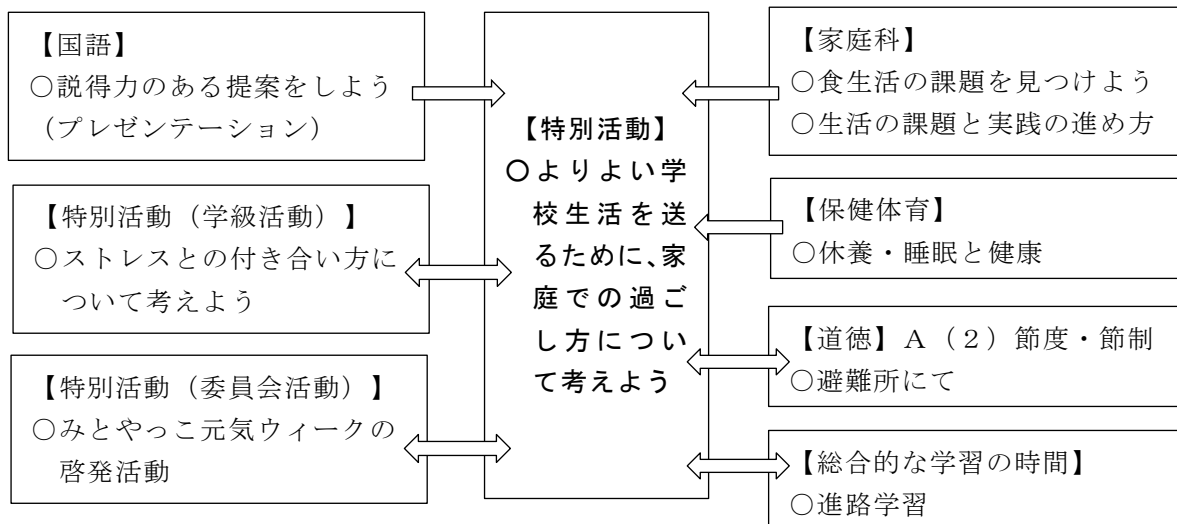 【国語】
○説得力のある提案をしよう
（プレゼンテーション）
【特別活動（学級活動）】
○ストレスとの付き合い方に
ついて考えよう
【特別活動（委員会活動）】
○みとやっこ元気ウィークの
啓発活動
【特別活動】
○よりよい学
校生活を送
るために、家
庭での過ご
し方につい
て考えよう
【家庭科】
○食生活の課題を見つけよう
○生活の課題と実践の進め方
【保健体育】
○休養・睡眠と健康
【道徳】Ａ（２）節度・節制
○避難所にて
【総合的な学習の時間】
○進路学習